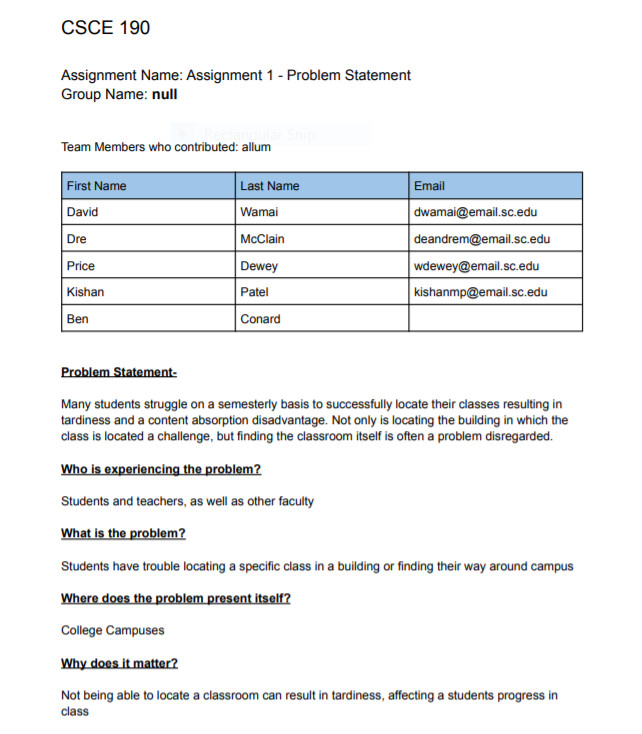 CSCE 190
Assignment Name: Assignment 1 - Problem Statement
Group Name: null
Rectangular Snip
Team Members who contributed: allum
First Name Last Name Email
David Wamai dwamai@email.sc.edu
Dre McClain deandrem@email.sc.edu
Price Dewey wdewey@email.sc.edu
Kishan Patel kishanmp@email.sc.edu
Ben Conard
Problem Statement-
Many students struggle on a semesterly basis to successfully locate their classes resulting in
tardiness and a content absorption disadvantage. Not only is locating the building in which the
class is located a challenge, but finding the classroom itself is often a problem disregarded.
Who is experiencing the problem?
Students and teachers, as well as other faculty
What is the problem?
Students have trouble locating a specific class in a building or finding their way around campus
Where does the problem present itself?
College Campuses
Why does it matter?
Not being able to locate a classroom can result in tardiness, affecting a students progress in
class